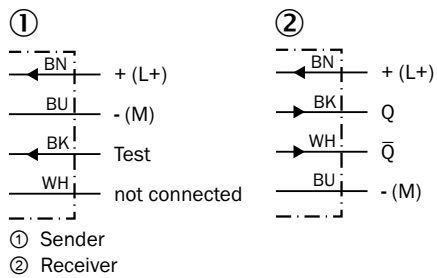 ① ②
BN + (L+)
BU - (M)
BK Test
WH not connected
BN + (L+)
BK Q
WH Q̅
BU - (M)
① Sender
② Receiver